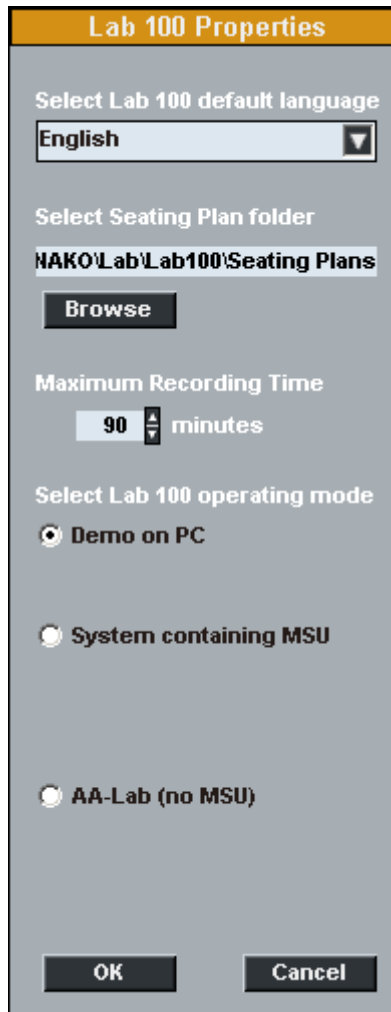 Lab 100 Properties
Select Lab 100 default language
English
Select Seating Plan folder
NAKO\Lab\Lab100\Seating Plans
Browse
Maximum Recording Time
90 minutes
Select Lab 100 operating mode
Demo on PC
System containing MSU
AA-Lab (no MSU)
OK Cancel